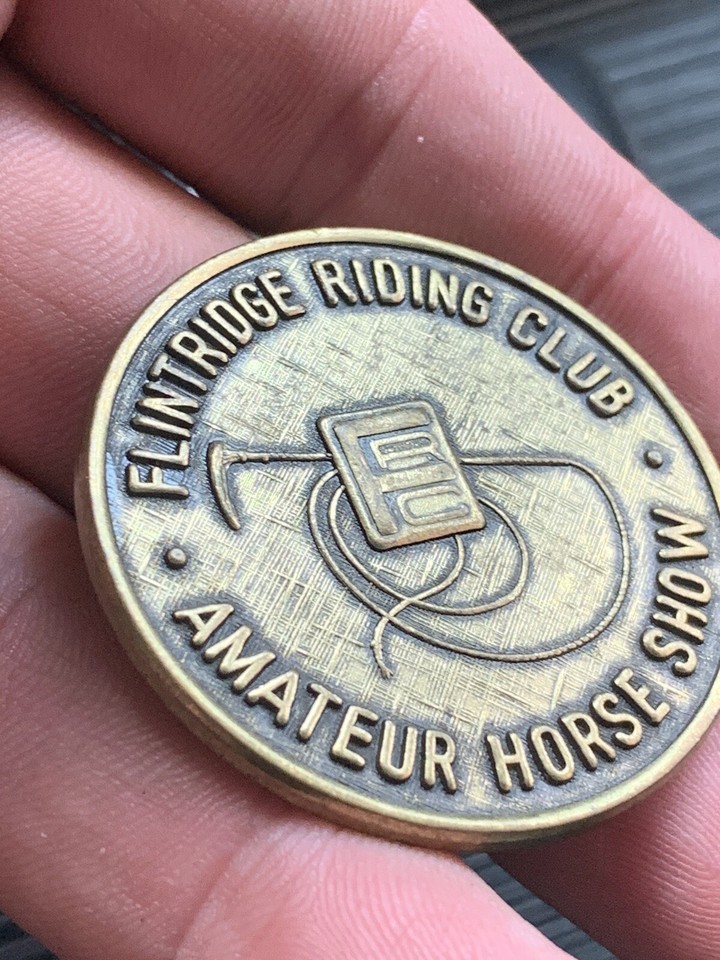 FLINTRIDGE RIDING CLUB
FRC
AMATEUR HORSE SHOW